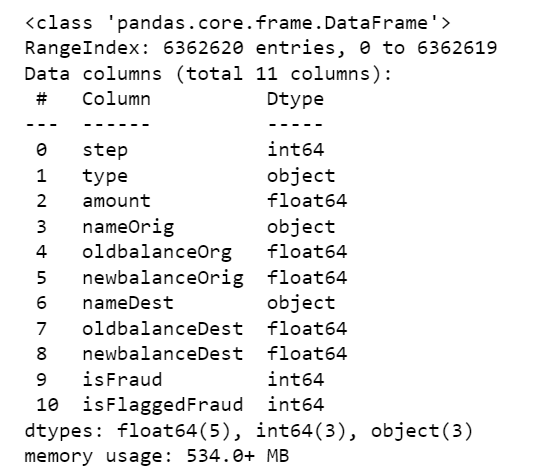 <class 'pandas.core.frame.DataFrame'>
RangeIndex: 6362620 entries, 0 to 6362619
Data columns (total 11 columns):
 #   Column          Dtype
---  ------          -----
 0   step            int64
 1   type            object
 2   amount          float64
 3   nameOrig        object
 4   oldbalanceOrg   float64
 5   newbalanceOrig  float64
 6   nameDest        object
 7   oldbalanceDest  float64
 8   newbalanceDest  float64
 9   isFraud         int64
 10  isFlaggedFraud  int64
dtypes: float64(5), int64(3), object(3)
memory usage: 534.0+ MB